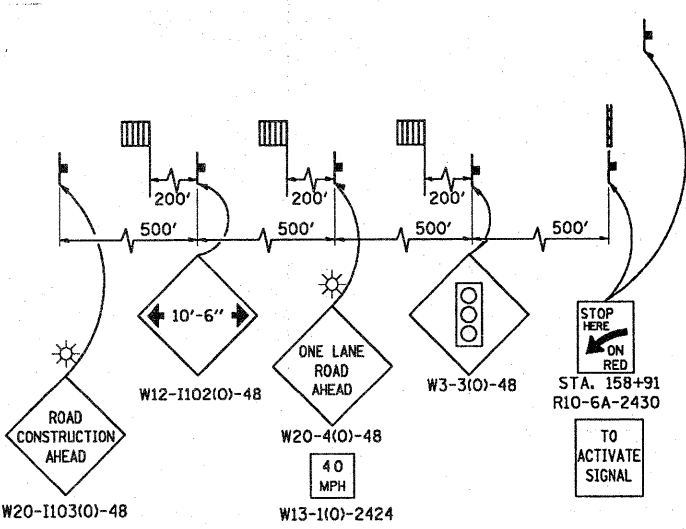 200'
200'
200'
500'
500'
500'
500'
10'-6"
W12-I102(O)-48
ONE LANE
ROAD
AHEAD
W20-4(O)-48
40
MPH
W13-1(O)-2424
W3-3(O)-48
STOP
HERE
ON
RED
STA. 158+91
R10-6A-2430
TO
ACTIVATE
SIGNAL
ROAD
CONSTRUCTION
AHEAD
W20-I103(O)-48